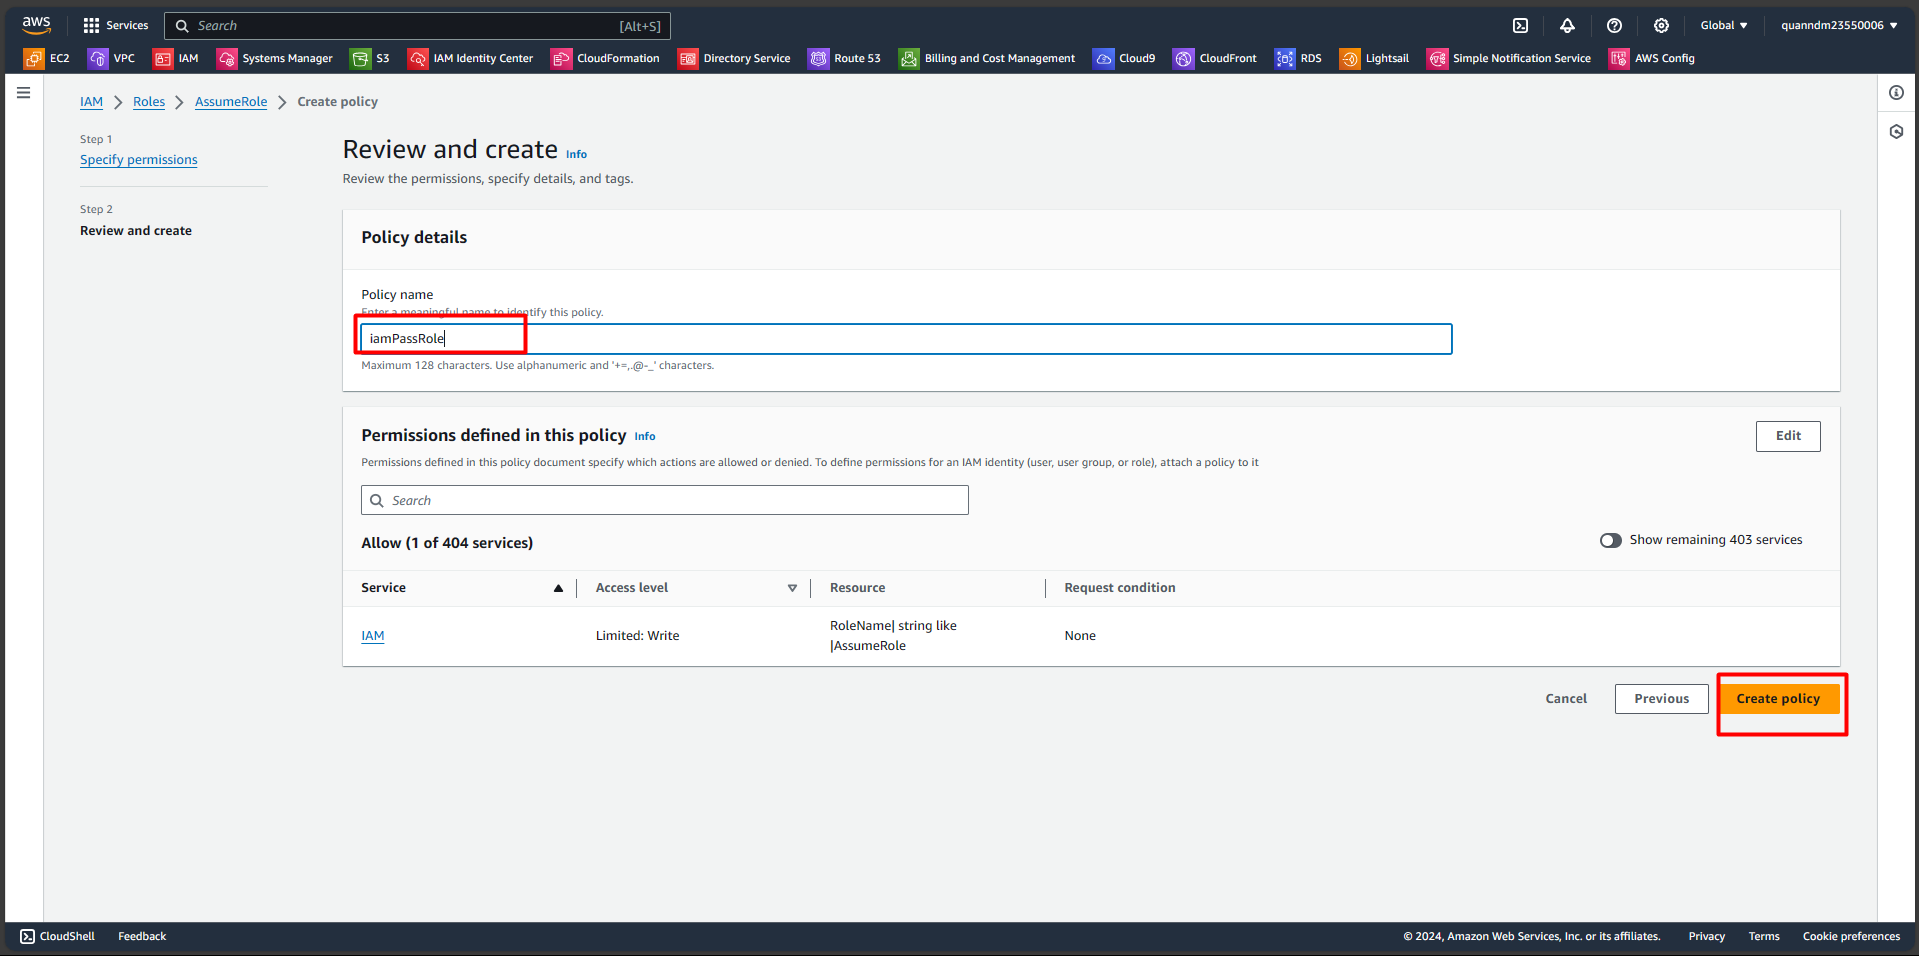 aws
Services
Search
[Alt+S]
Global
quanndm23550006
EC2
VPC
IAM
Systems Manager
S3
IAM Identity Center
CloudFormation
Directory Service
Route 53
Billing and Cost Management
Cloud9
CloudFront
RDS
Lightsail
Simple Notification Service
AWS Config
IAM
Roles
AssumeRole
Create policy
Step 1
Specify permissions
Step 2
Review and create
Review and create Info
Review the permissions, specify details, and tags.
Policy details
Policy name
Enter a meaningful name to identify this policy.
iamPassRole
Maximum 128 characters. Use alphanumeric and '+=,.@-_' characters.
Permissions defined in this policy Info
Edit
Permissions defined in this policy document specify which actions are allowed or denied. To define permissions for an IAM identity (user, user group, or role), attach a policy to it
Search
Allow (1 of 404 services)
Show remaining 403 services
Service
Access level
Resource
Request condition
IAM
Limited: Write
RoleName| string like
|AssumeRole
None
Cancel
Previous
Create policy
CloudShell
Feedback
© 2024, Amazon Web Services, Inc. or its affiliates.
Privacy
Terms
Cookie preferences